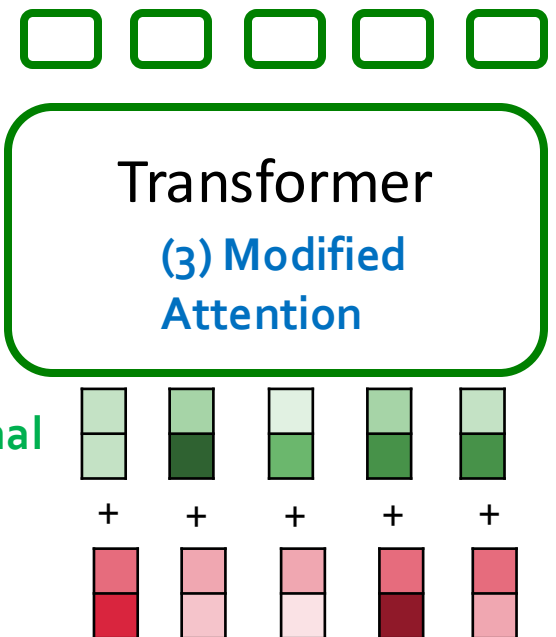 Transformer
(3) Modified
Attention
nal
+ + + + +